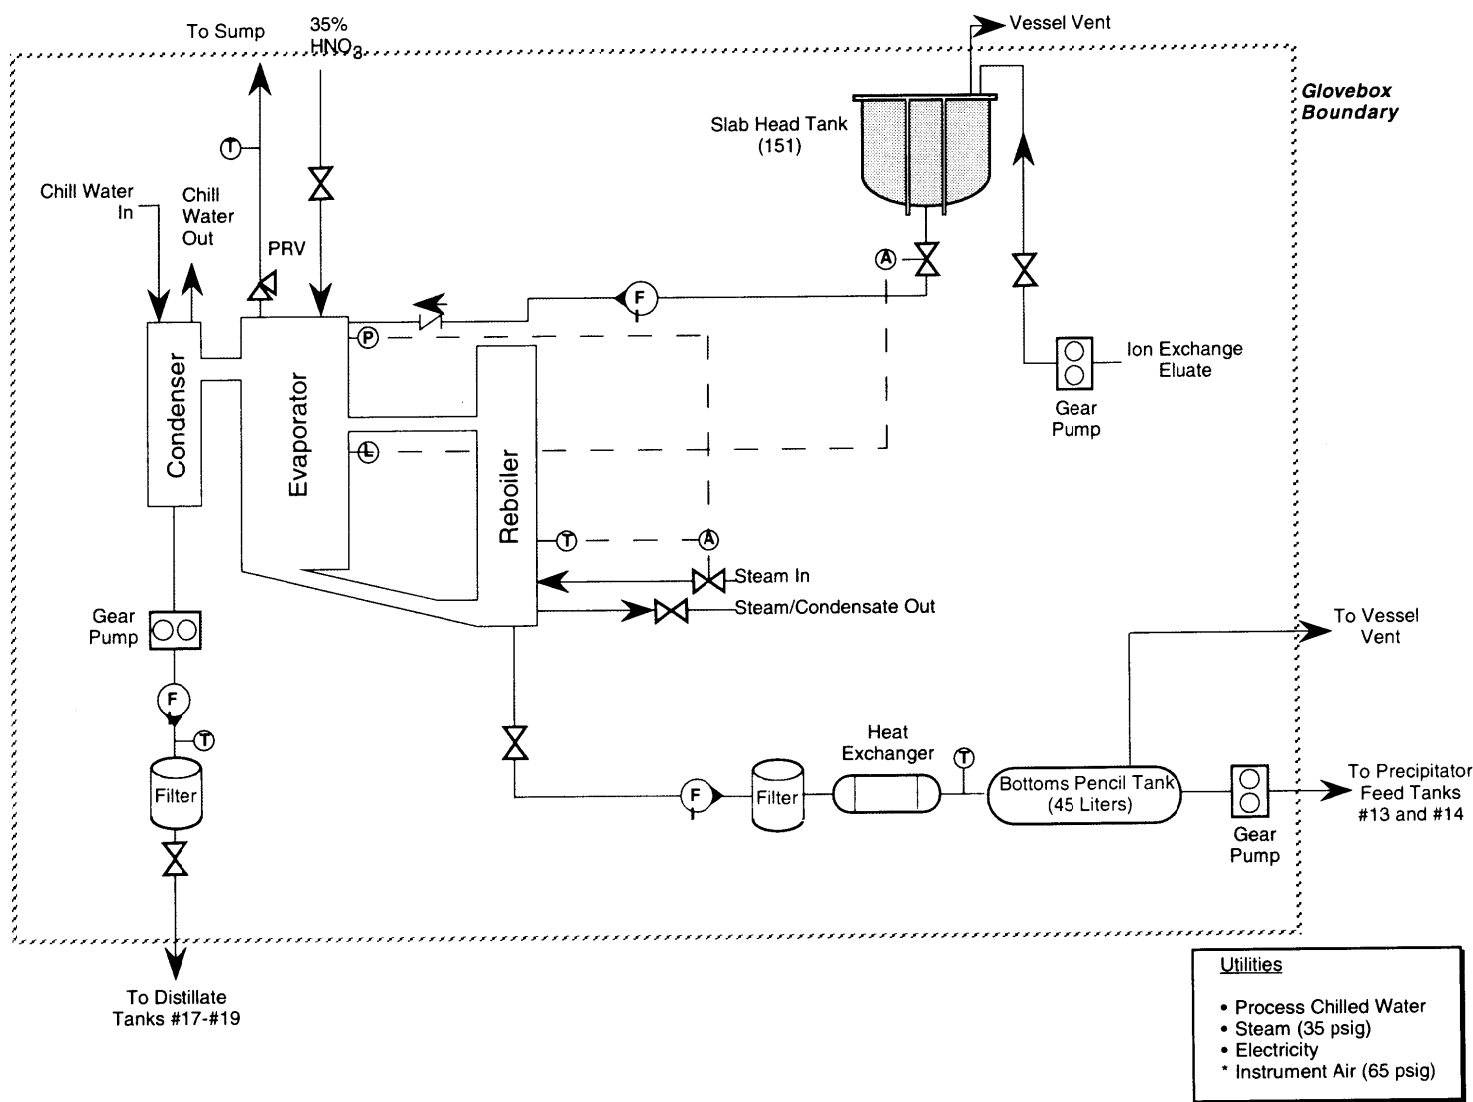 To Sump
35%
HNO3
Vessel Vent
Glovebox
Boundary
Slab Head Tank
(151)
T
Chill Water
In
Chill
Water
Out
PRV
A
F
P
Ion Exchange
Eluate
Gear
Pump
Condenser
Evaporator
Reboiler
L
T
A
Steam In
Steam/Condensate Out
Gear
Pump
To Vessel
Vent
F
T
Filter
Heat
Exchanger
T
F
Filter
Bottoms Pencil Tank
(45 Liters)
To Precipitator
Feed Tanks
#13 and #14
Gear
Pump
To Distillate
Tanks #17-#19
Utilities
• Process Chilled Water
• Steam (35 psig)
• Electricity
* Instrument Air (65 psig)